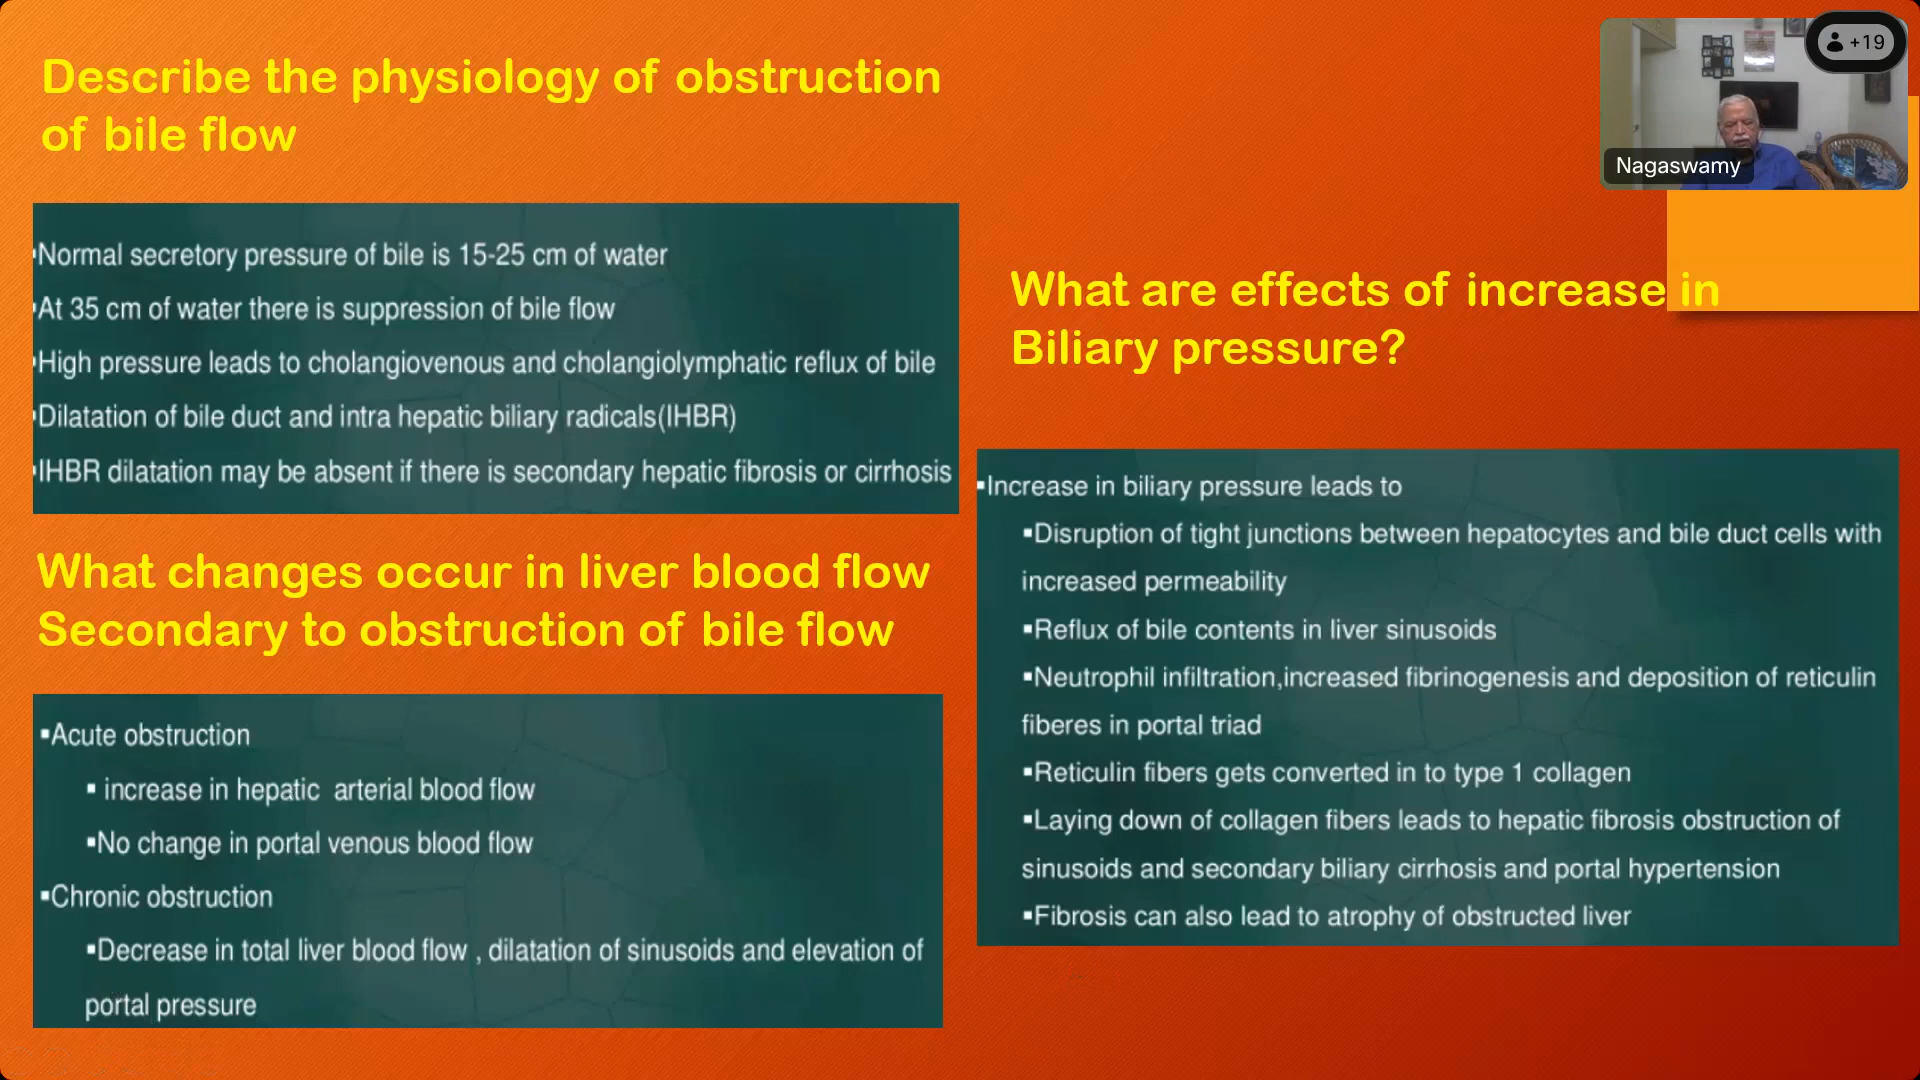 Describe the physiology of obstruction
of bile flow
▪Normal secretory pressure of bile is 15-25 cm of water
▪At 35 cm of water there is suppression of bile flow
▪High pressure leads to cholangiovenous and cholangiolymphatic reflux of bile
▪Dilatation of bile duct and intra hepatic biliary radicals(IHBR)
▪IHBR dilatation may be absent if there is secondary hepatic fibrosis or cirrhosis
What changes occur in liver blood flow
Secondary to obstruction of bile flow
▪Acute obstruction
▪ increase in hepatic  arterial blood flow
▪No change in portal venous blood flow
▪Chronic obstruction
▪Decrease in total liver blood flow , dilatation of sinusoids and elevation of
portal pressure
+19
Nagaswamy
What are effects of increase in
Biliary pressure?
▪Increase in biliary pressure leads to
▪Disruption of tight junctions between hepatocytes and bile duct cells with
increased permeability
▪Reflux of bile contents in liver sinusoids
▪Neutrophil infiltration,increased fibrinogenesis and deposition of reticulin
fiberes in portal triad
▪Reticulin fibers gets converted in to type 1 collagen
▪Laying down of collagen fibers leads to hepatic fibrosis obstruction of
sinusoids and secondary biliary cirrhosis and portal hypertension
▪Fibrosis can also lead to atrophy of obstructed liver